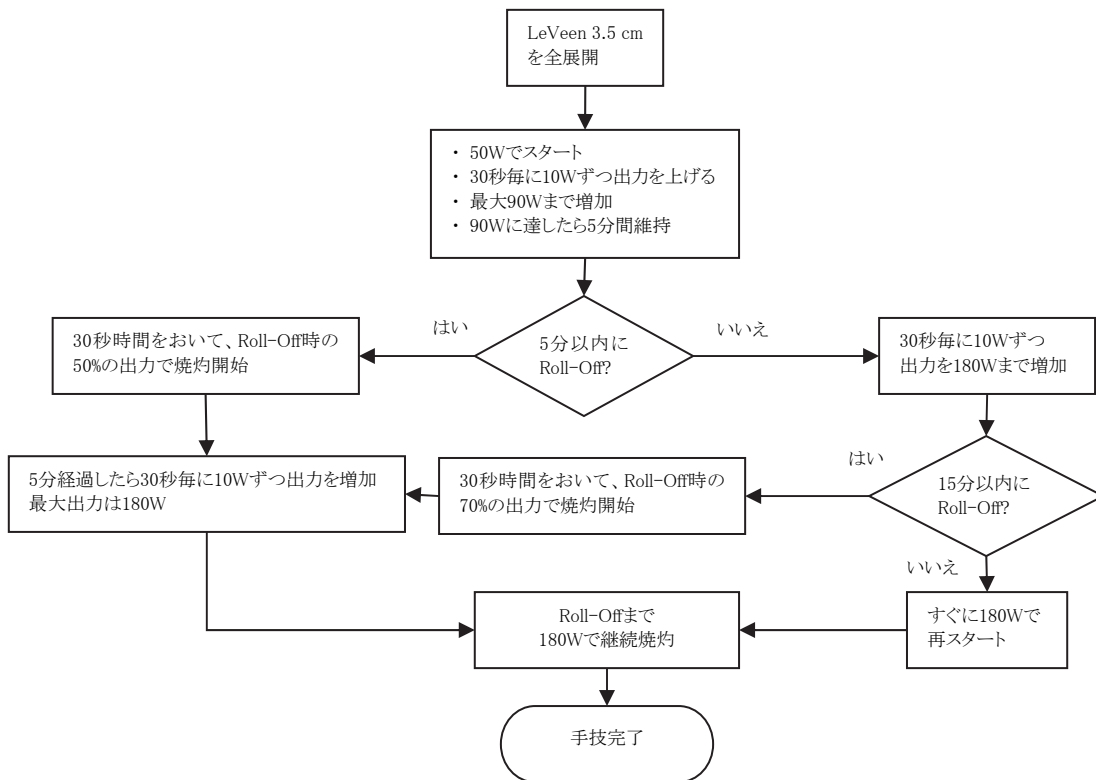 LeVeen 3.5 cm
を全展開
・ 50Wでスタート
・ 30秒毎に10Wずつ出力を上げる
・ 最大90Wまで増加
・ 90Wに達したら5分間維持
はい
5分以内に
Roll-Off?
いいえ
30秒時間をおいて、Roll-Off時の
50%の出力で焼灼開始
30秒毎に10Wずつ
出力を180Wまで増加
5分経過したら30秒毎に10Wずつ出力を増加
最大出力は180W
30秒時間をおいて、Roll-Off時の
70%の出力で焼灼開始
はい
15分以内に
Roll-Off?
いいえ
Roll-Offまで
180Wで継続焼灼
すぐに180Wで
再スタート
手技完了